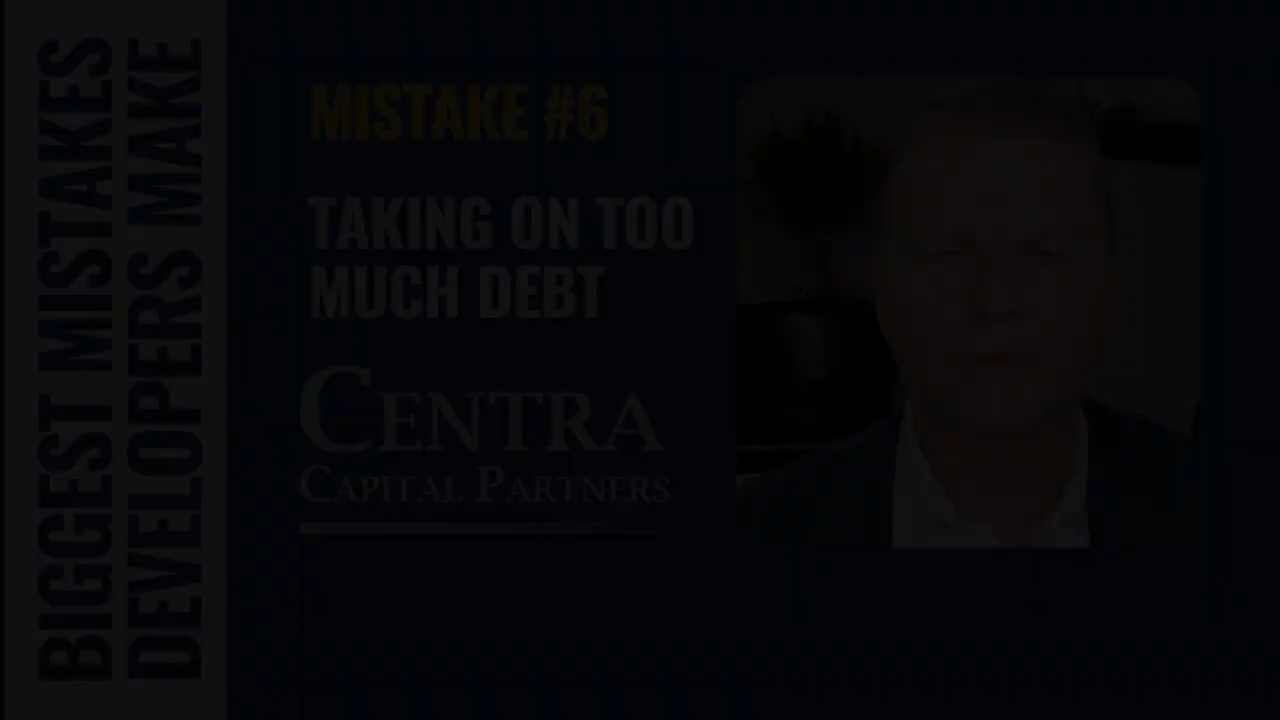 BIGGEST MISTAKES
DEVELOPERS MAKE
MISTAKE #6
TAKING ON TOO
MUCH DEBT
CENTRA
CAPITAL PARTNERS